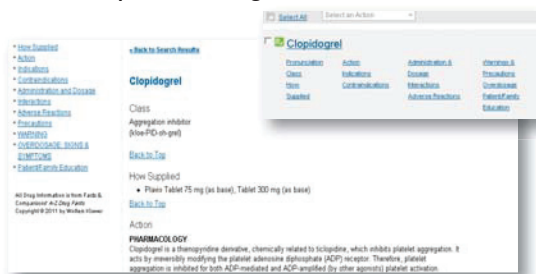 Select All
Select an Action
Clopidogrel
Pronunciation
Action
Administration &
Warnings &
Class
Indications
Dosage
Precautions
How
Contraindications
Interactions
Overdosage
Supplied
Adverse Reactions
Patient/Family
Education
• How Supplied
• Action
• Indications
• Contraindications
• Administration and Dosage
• Interactions
• Adverse Reactions
• Precautions
• WARNING
• OVERDOSAGE: SIGNS &
SYMPTOMS
• Patient/Family Education
All Drug Information is from Facts &
Comparisons' A-Z Drug Facts
Copyright © 2011 by Wolters Kluwer
« Back to Search Results
Clopidogrel
Class
Aggregation inhibitor
(kloe-PID-oh-grel)
Back to Top
How Supplied
• Plavix Tablet 75 mg (as base), Tablet 300 mg (as base)
Back to Top
Action
PHARMACOLOGY
Clopidogrel is a thienopyridine derivative, chemically related to ticlopidine, which inhibits platelet aggregation. It
acts by irreversibly modifying the platelet adenosine diphosphate (ADP) receptor. Therefore, platelet
aggregation is inhibited for both ADP-mediated and ADP-amplified (by other agonists) platelet activation.